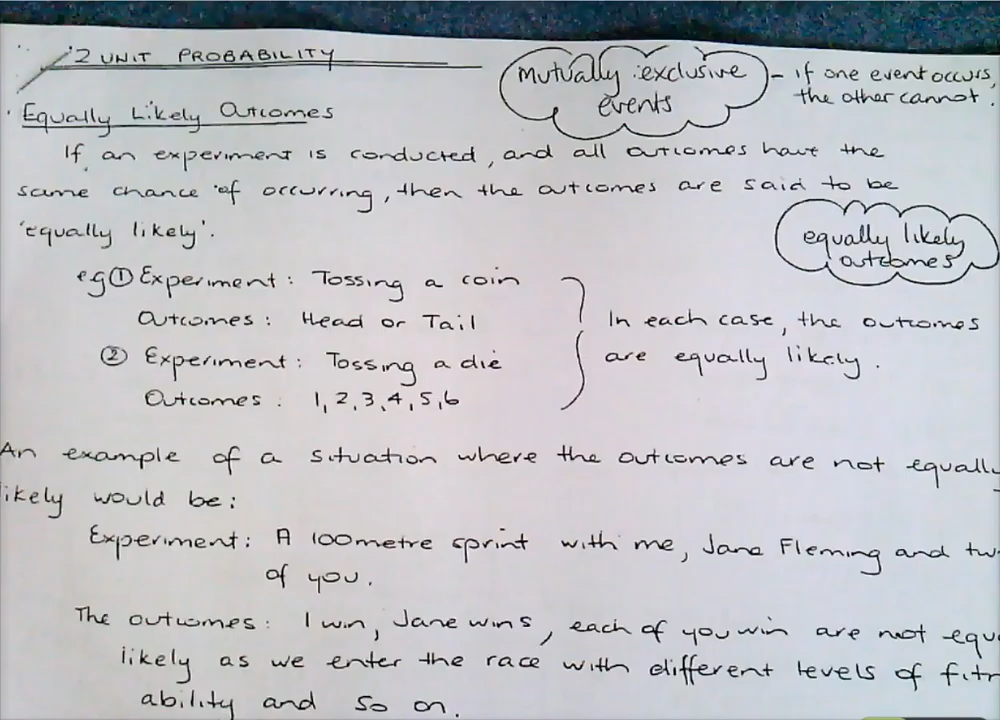 2 UNIT PROBABILITY
Mutually exclusive
events
- if one event occurs,
the other cannot.
Equally Likely Outcomes
If an experiment is conducted, and all outcomes have the
same chance of occurring, then the outcomes are said to be
'equally likely'.
equally likely
outcomes
eg ① Experiment: Tossing a coin
Outcomes: Head or Tail
② Experiment: Tossing a die
Outcomes: 1, 2, 3, 4, 5, 6
In each case, the outcomes
are equally likely.
An example of a situation where the outcomes are not equally
likely would be:
Experiment: A 100metre sprint with me, Jane Fleming and
of you.
The outcomes: I win, Jane wins, each of you win are not
likely as we enter the race with different levels of
ability and so on.